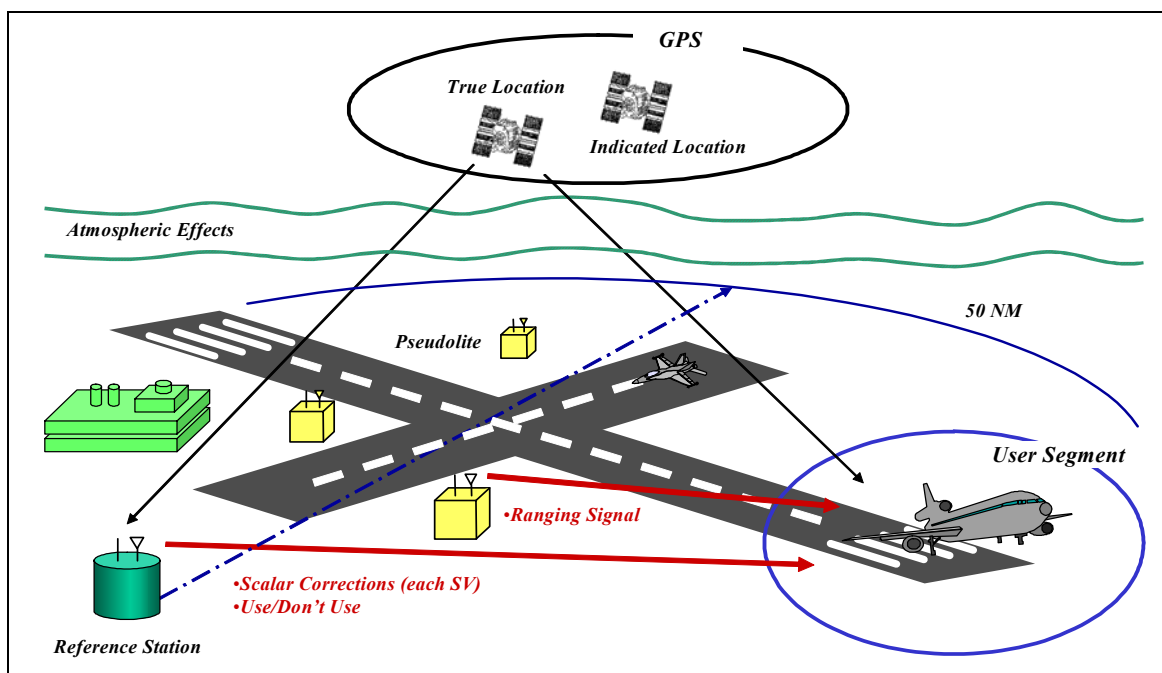 GPS
True Location
Indicated Location
Atmospheric Effects
50 NM
Pseudolite
User Segment
•Ranging Signal
•Scalar Corrections (each SV)
•Use/Don’t Use
Reference Station